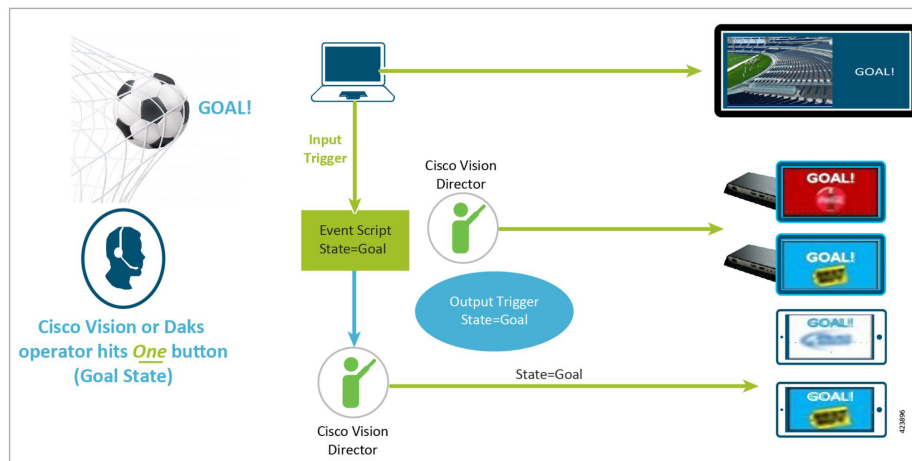 GOAL!
Cisco Vision or Daks
operator hits One button
(Goal State)
Input
Trigger
Event Script
State=Goal
Cisco Vision
Director
Output Trigger
State=Goal
Cisco Vision
Director
State=Goal
GOAL!
GOAL!
GOAL!
GOAL!
GOAL!
423896